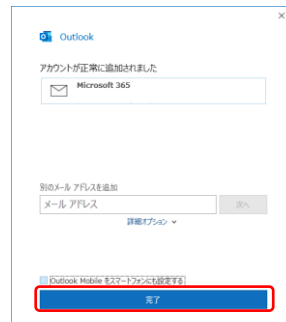 Outlook
アカウントが正常に追加されました
Microsoft 365
別のメール アドレスを追加
メール アドレス
次へ
詳細オプション
Outlook Mobile をスマートフォンにも設定する
完了